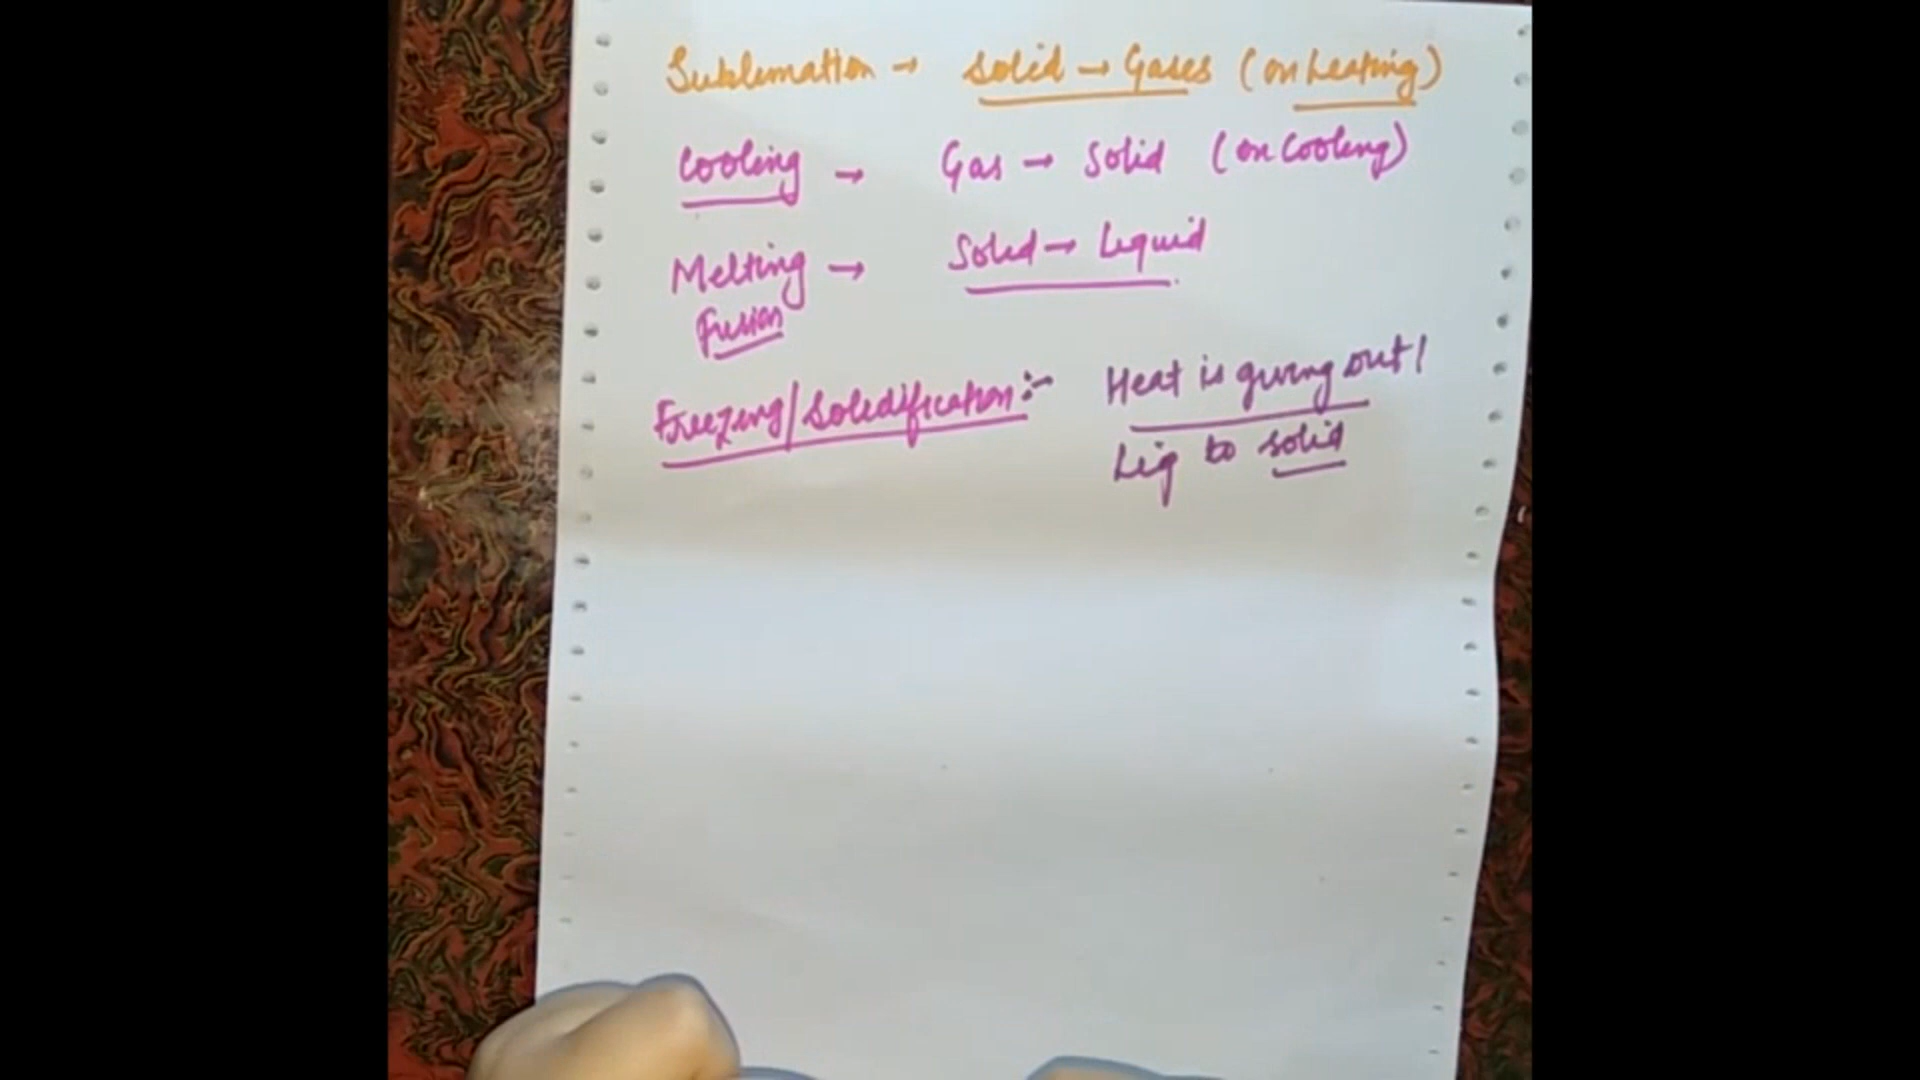 Sublimation → Solid → Gases (on heating)
Cooling → Gas → Solid (on Cooling)
Melting → Solid → Liquid
Fusion
Freezing/Solidification:- Heat is giving out/
Liq to solid